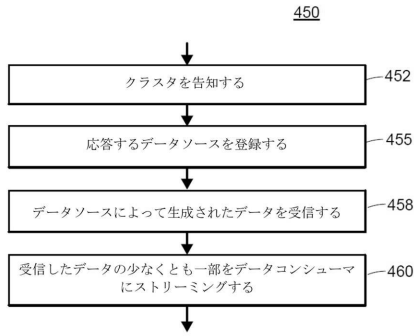 450
クラスタを告知する
452
応答するデータソースを登録する
455
データソースによって生成されたデータを受信する
458
受信したデータの少なくとも一部をデータコンシューマ
にストリーミングする
460